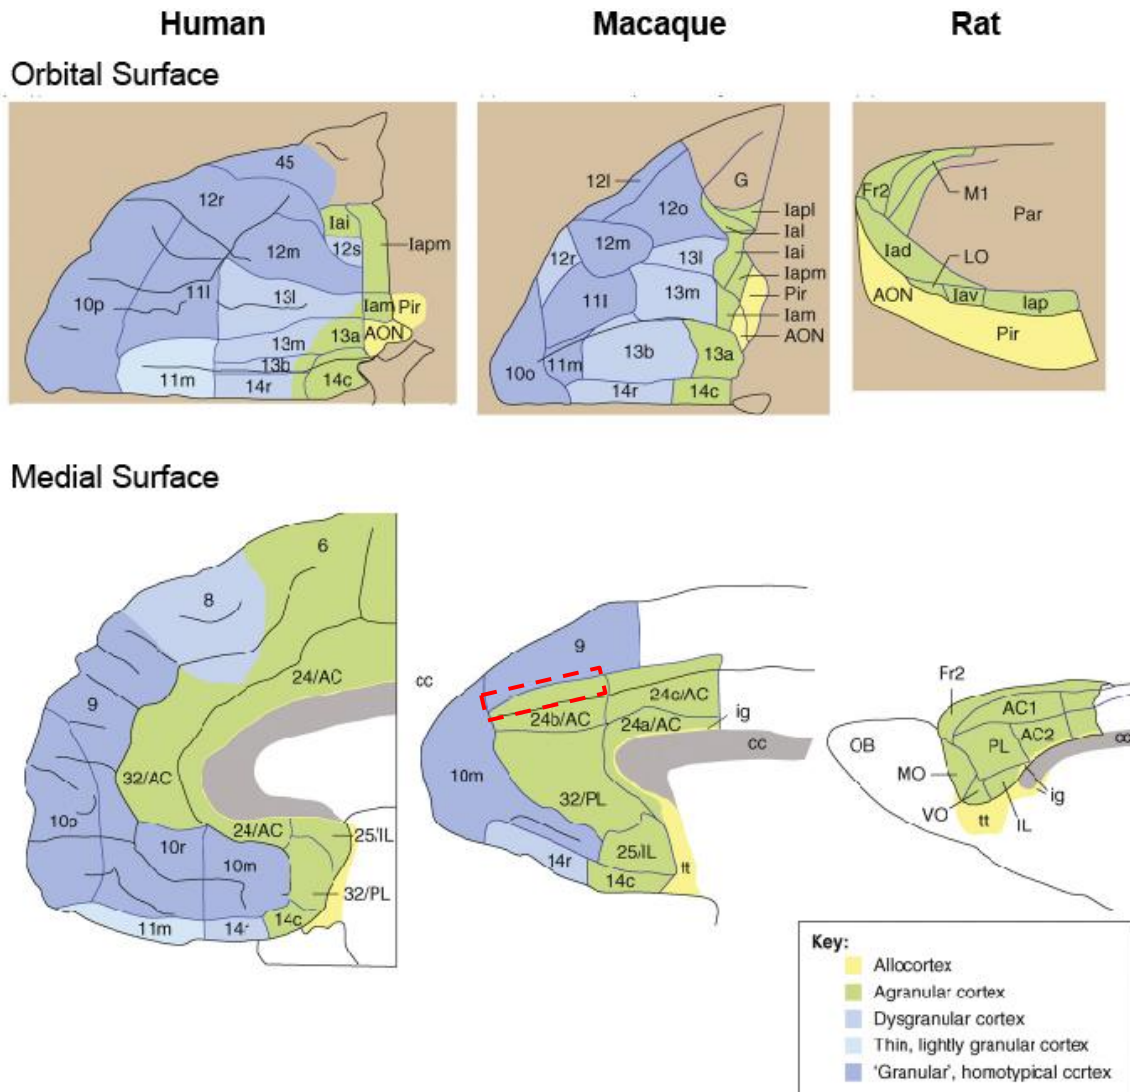 Human
Macaque
Rat
Orbital Surface
45
12r
Iai
12s
Iapm
12m
11l
10p
13l
Iam
Pir
AON
13a
13m
13b
11m
14r
14c
12l
G
12o
Iapl
Ial
Iai
12m
12r
13l
Iapm
Pir
11l
13m
Iam
AON
13b
13a
11m
10o
14r
14c
Fr2
M1
Par
Iad
LO
AON
Iav
Iap
Pir
Medial Surface
6
8
24/AC
9
32/AC
10p
24/AC
25/IL
10r
10m
32/PL
14c
11m
14r
cc
9
24c/AC
24b/AC
24a/AC
ig
cc
10m
32/PL
25/IL
14r
14c
tt
Fr2
AC1
OB
PL
AC2
cc
MO
ig
VO
IL
tt
Key:
Allocortex
Agranular cortex
Dysgranular cortex
Thin, lightly granular cortex
'Granular', homotypical cortex